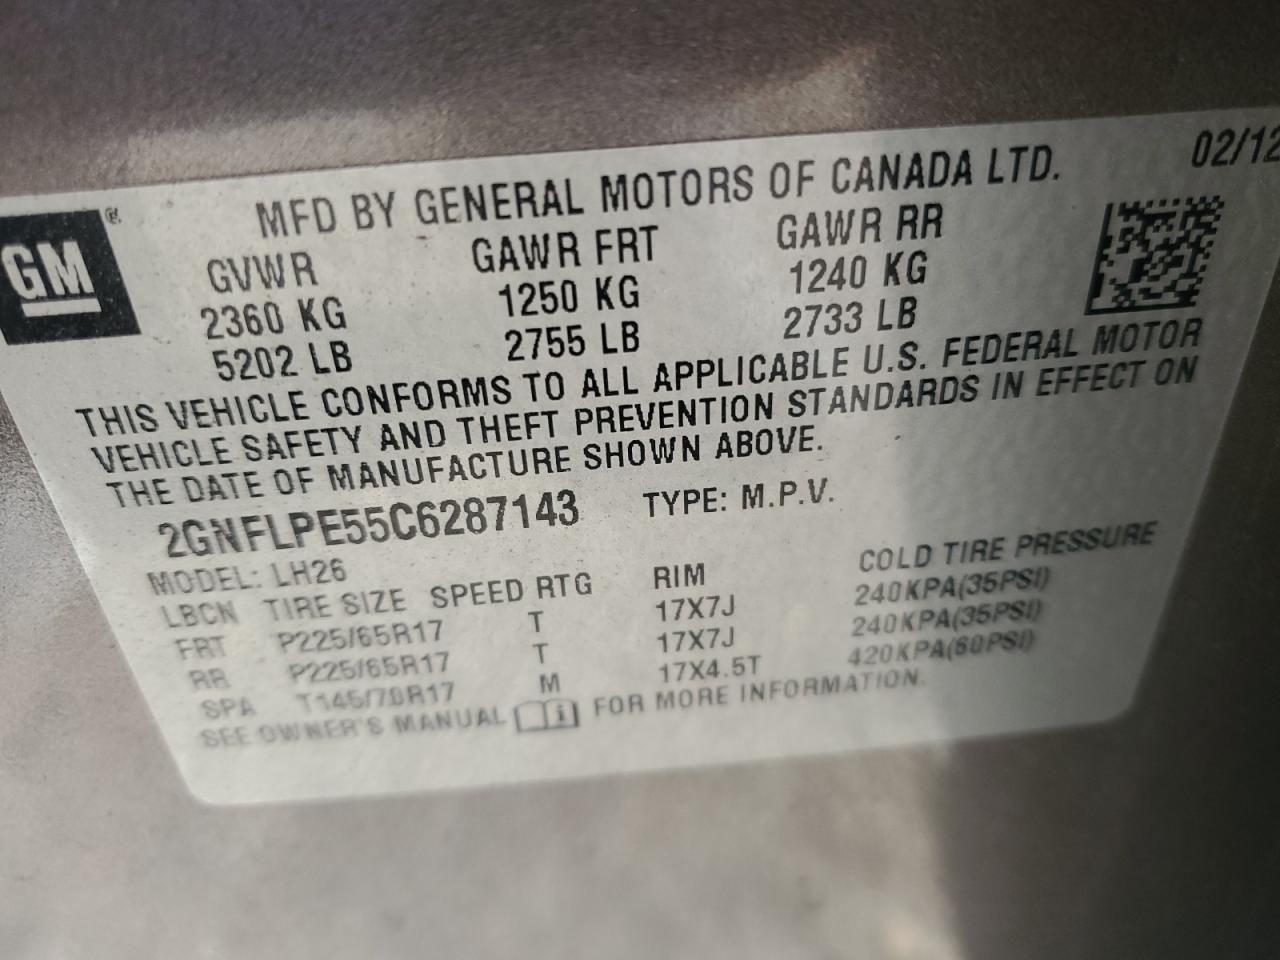 02/12
MFD BY GENERAL MOTORS OF CANADA LTD.
GM ®
GVWR GAWR FRT GAWR RR
2360 KG 1250 KG 1240 KG
5202 LB 2755 LB 2733 LB
THIS VEHICLE CONFORMS TO ALL APPLICABLE U.S. FEDERAL MOTOR
VEHICLE SAFETY AND THEFT PREVENTION STANDARDS IN EFFECT ON
THE DATE OF MANUFACTURE SHOWN ABOVE.
2GNFLPE55C6287143 TYPE: M.P.V.
MODEL: LH26
LBCN TIRE SIZE SPEED RTG RIM COLD TIRE PRESSURE
FRT P225/65R17 T 17X7J 240KPA(35PSI)
RR P225/65R17 T 17X7J 240KPA(35PSI)
SPA T145/70R17 M 17X4.5T 420KPA(60PSI)
SEE OWNER'S MANUAL FOR MORE INFORMATION.